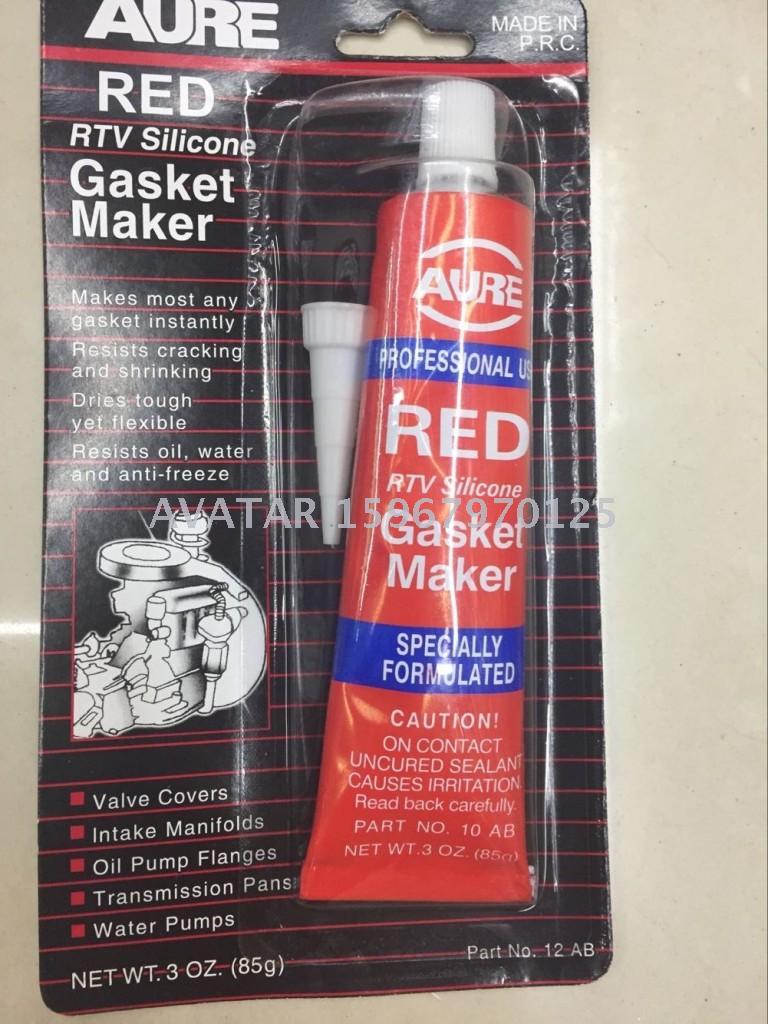 AURE
MADE IN
P.R.C.
RED
RTV Silicone
Gasket
Maker
Makes most any
gasket instantly
Resists cracking
and shrinking
Dries tough
yet flexible
Resists oil, water
and anti-freeze
Valve Covers
Intake Manifolds
Oil Pump Flanges
Transmission Pans
Water Pumps
NET WT. 3 OZ. (85g)
Part No. 12 AB
AURE
PROFESSIONAL US
RED
RTV Silicone
Gasket
Maker
SPECIALLY
FORMULATED
CAUTION!
ON CONTACT
UNCURED SEALANT
CAUSES IRRITATION.
Read back carefully.
PART NO. 10 AB
NET WT.3 OZ. (85g)
AVATAR 15967970125